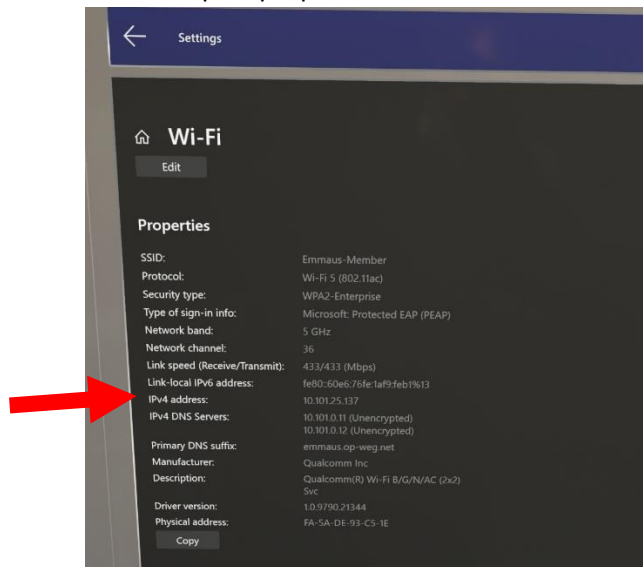 Settings
Wi-Fi
Edit
Properties
SSID: Emmaus-Member
Protocol: Wi-Fi 5 (802.11ac)
Security type: WPA2-Enterprise
Type of sign-in info: Microsoft: Protected EAP (PEAP)
Network band: 5 GHz
Network channel: 36
Link speed (Receive/Transmit): 433/433 (Mbps)
Link-local IPv6 address: fe80::60e6:76fe:1af9:feb1%13
IPv4 address: 10.101.25.137
IPv4 DNS Servers: 10.101.0.11 (Unencrypted)
10.101.0.12 (Unencrypted)
Primary DNS suffix: emmaus.op-weg.net
Manufacturer: Qualcomm Inc
Description: Qualcomm(R) Wi-Fi B/G/N/AC (2x2)
Svc
Driver version: 1.0.9790.21344
Physical address: FA-5A-DE-93-C5-1E
Copy